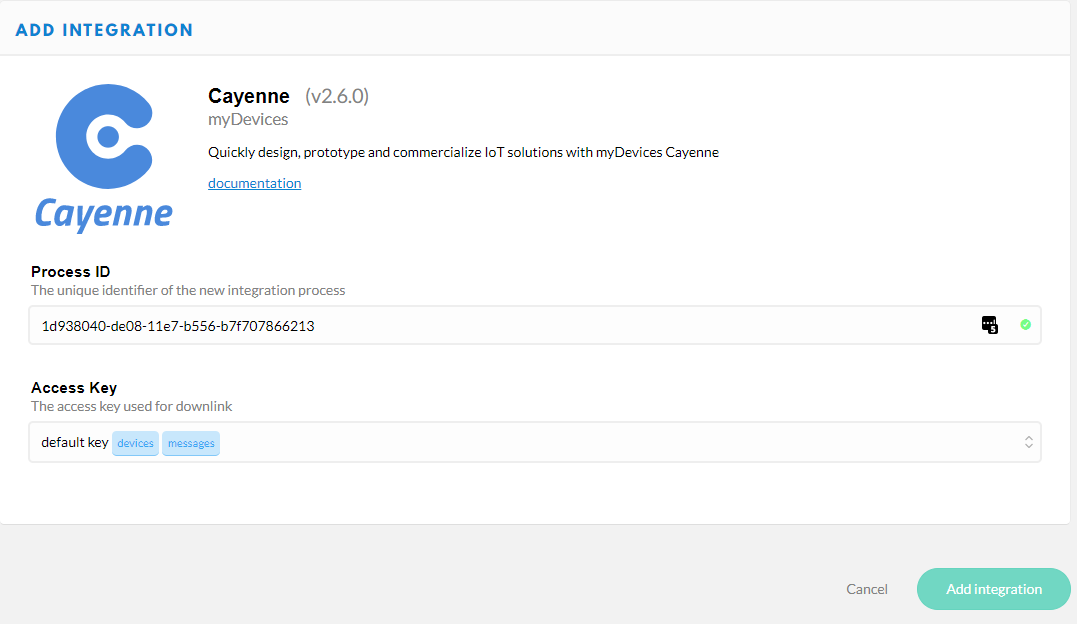 ADD INTEGRATION
Cayenne (v2.6.0)
myDevices
Quickly design, prototype and commercialize IoT solutions with myDevices Cayenne
documentation
Cayenne
Process ID
The unique identifier of the new integration process
1d938040-de08-11e7-b556-b7f707866213
5
Access Key
The access key used for downlink
default key devices messages
Cancel Add integration